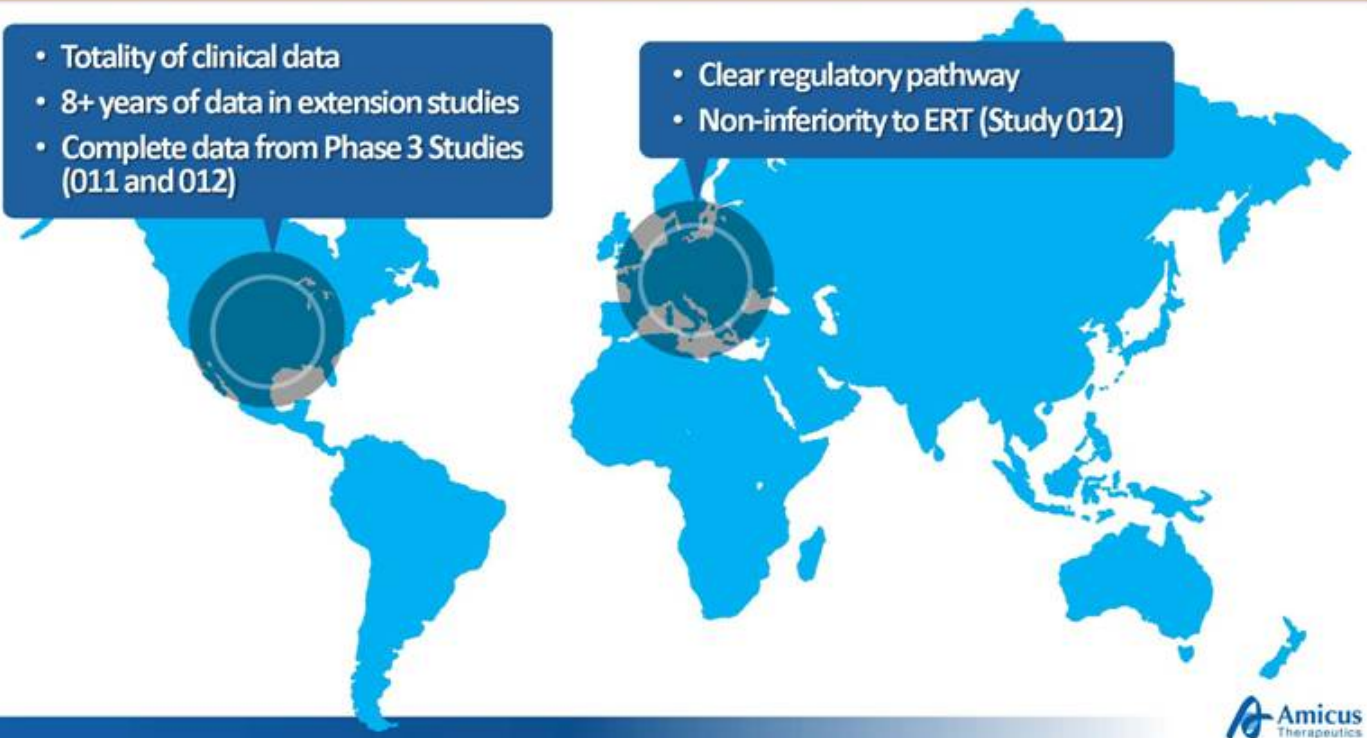 • Totality of clinical data
• 8+ years of data in extension studies
• Complete data from Phase 3 Studies
(011 and 012)
• Clear regulatory pathway
• Non-inferiority to ERT (Study 012)
Amicus
Therapeutics